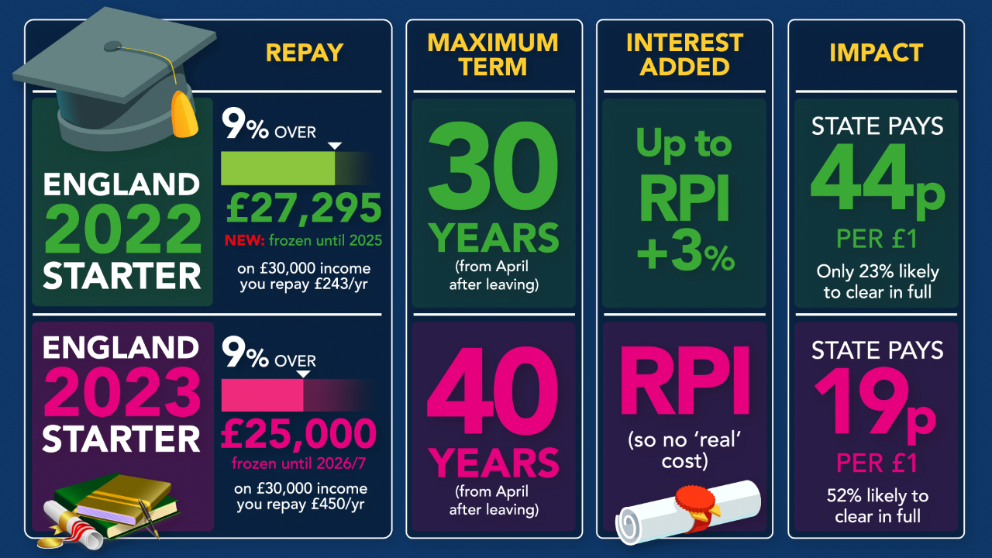 REPAY
MAXIMUM
TERM
INTEREST
ADDED
IMPACT
ENGLAND
2022
STARTER
9% OVER
£27,295
NEW: frozen until 2025
on £30,000 income
you repay £243/yr
30
YEARS
(from April
after leaving)
Up to
RPI
+3%
STATE PAYS
44p
PER £1
Only 23% likely
to clear in full
ENGLAND
2023
STARTER
9% OVER
£25,000
frozen until 2026/7
on £30,000 income
you repay £450/yr
40
YEARS
(from April
after leaving)
RPI
(so no 'real'
cost)
STATE PAYS
19p
PER £1
52% likely to
clear in full